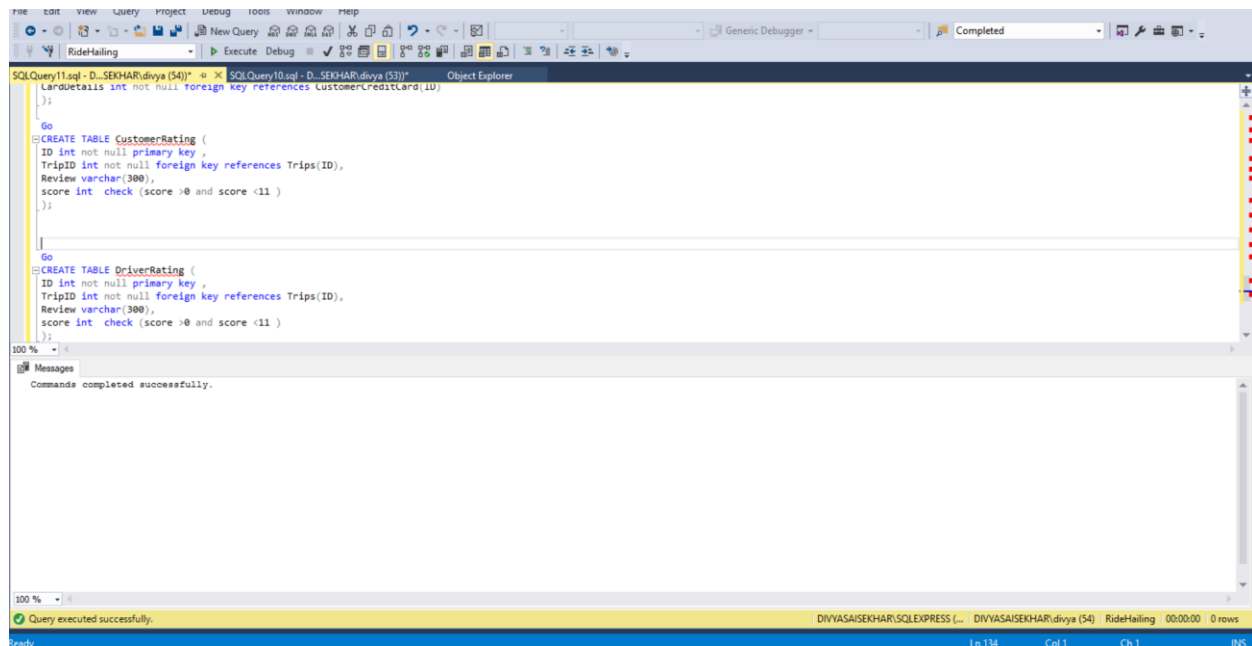 File Edit View Query Project Debug Tools Window Help
New Query Generic Debugger Completed
RideHailing Execute Debug
SQLQuery11.sql - D...SEKHAR\divya (54))* SQLQuery10.sql - D...SEKHAR\divya (53))* Object Explorer
CardDetails int not null foreign key references CustomerCreditCard(ID)
);
Go
CREATE TABLE CustomerRating (
ID int not null primary key ,
TripID int not null foreign key references Trips(ID),
Review varchar(300),
score int  check (score >0 and score <11 )
);
Go
CREATE TABLE DriverRating (
ID int not null primary key ,
TripID int not null foreign key references Trips(ID),
Review varchar(300),
score int  check (score >0 and score <11 )
);
100 %
Messages
Commands completed successfully.
100 %
Query executed successfully. DIVYASAISEKHAR\SQLEXPRESS (... DIVYASAISEKHAR\divya (54) RideHailing 00:00:00 0 rows
Ready Ln 134 Col 1 Ch 1 INS